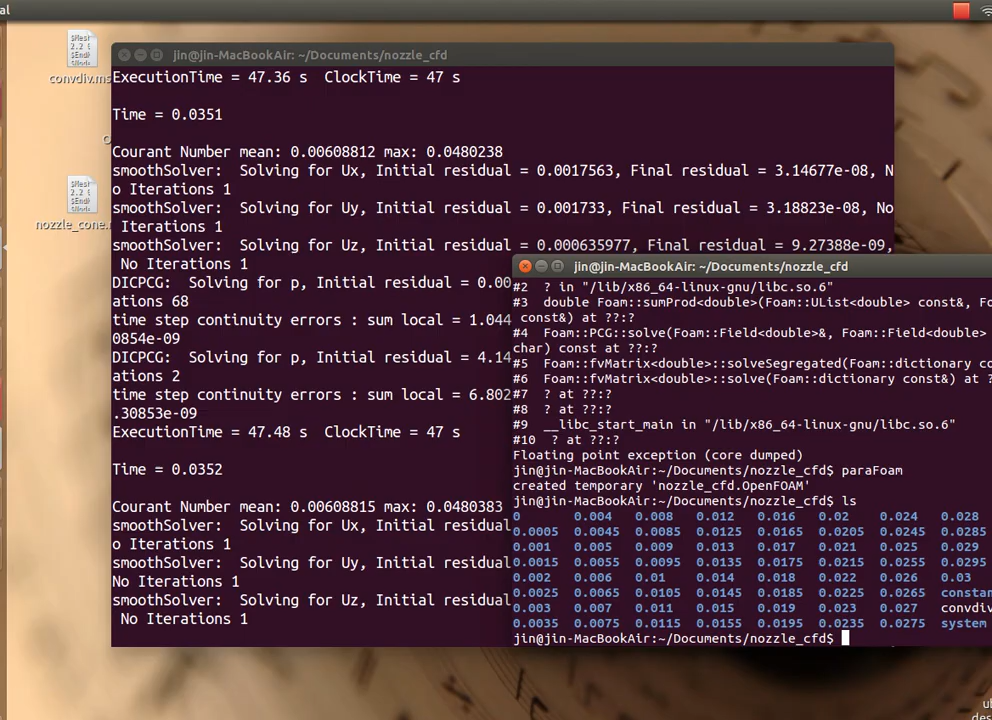 al
$MeSt
2.2 (
$End/
convdiv.ms
$MeSt
2.2 (
$End/
nozzle_cone.
jin@jin-MacBookAir: ~/Documents/nozzle_cfd
ExecutionTime = 47.36 s  ClockTime = 47 s
Time = 0.0351
Courant Number mean: 0.00608812 max: 0.0480238
smoothSolver:  Solving for Ux, Initial residual = 0.0017563, Final residual = 3.14677e-08, N
o Iterations 1
smoothSolver:  Solving for Uy, Initial residual = 0.001733, Final residual = 3.18823e-08, No
 Iterations 1
smoothSolver:  Solving for Uz, Initial residual = 0.000635977, Final residual = 9.27388e-09,
 No Iterations 1
DICPCG:  Solving for p, Initial residual = 0.00
ations 68
time step continuity errors : sum local = 1.044
0854e-09
DICPCG:  Solving for p, Initial residual = 4.14
ations 2
time step continuity errors : sum local = 6.802
.30853e-09
ExecutionTime = 47.48 s  ClockTime = 47 s
Time = 0.0352
Courant Number mean: 0.00608815 max: 0.0480383
smoothSolver:  Solving for Ux, Initial residual
o Iterations 1
smoothSolver:  Solving for Uy, Initial residual
No Iterations 1
smoothSolver:  Solving for Uz, Initial residual
 No Iterations 1
jin@jin-MacBookAir: ~/Documents/nozzle_cfd
#2  ? in "/lib/x86_64-linux-gnu/libc.so.6"
#3  double Foam::sumProd<double>(Foam::UList<double> const&, Fo
const&) at ??:?
#4  Foam::PCG::solve(Foam::Field<double>&, Foam::Field<double>
char) const at ??:?
#5  Foam::fvMatrix<double>::solveSegregated(Foam::dictionary co
#6  Foam::fvMatrix<double>::solve(Foam::dictionary const&) at ?
#7  ? at ??:?
#8  ? at ??:?
#9  __libc_start_main in "/lib/x86_64-linux-gnu/libc.so.6"
#10  ? at ??:?
Floating point exception (core dumped)
jin@jin-MacBookAir:~/Documents/nozzle_cfd$ paraFoam
created temporary 'nozzle_cfd.OpenFOAM'
jin@jin-MacBookAir:~/Documents/nozzle_cfd$ ls
0 0.004 0.008 0.012 0.016 0.02 0.024 0.028
0.0005 0.0045 0.0085 0.0125 0.0165 0.0205 0.0245 0.0285
0.001 0.005 0.009 0.013 0.017 0.021 0.025 0.029
0.0015 0.0055 0.0095 0.0135 0.0175 0.0215 0.0255 0.0295
0.002 0.006 0.01 0.014 0.018 0.022 0.026 0.03
0.0025 0.0065 0.0105 0.0145 0.0185 0.0225 0.0265 constan
0.003 0.007 0.011 0.015 0.019 0.023 0.027 convdiv
0.0035 0.0075 0.0115 0.0155 0.0195 0.0235 0.0275 system
jin@jin-MacBookAir:~/Documents/nozzle_cfd$